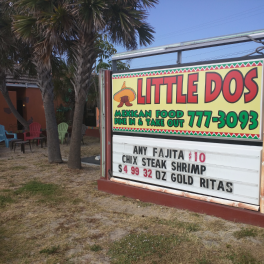 LITTLE DOS
MEXICAN FOOD
DINE IN & TAKE OUT
777-3093
ANY FAJITA $10
CHIX STEAK SHRIMP
$4 99 32 OZ GOLD RITAS